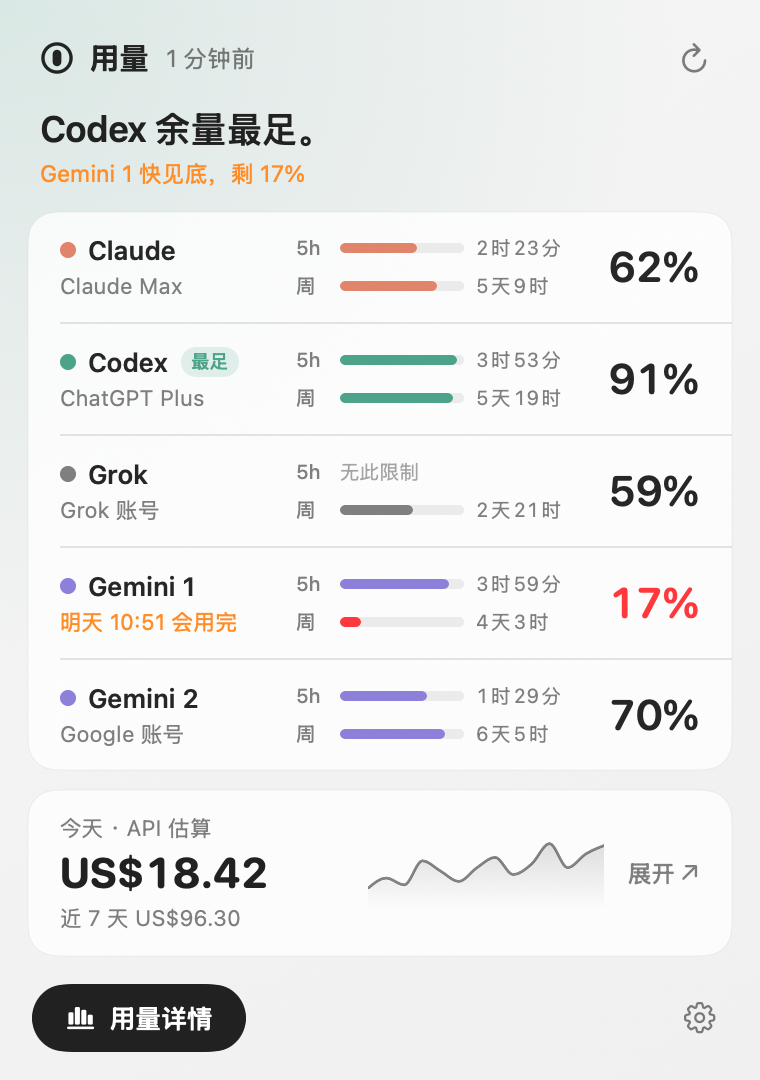 用量 1 分钟前
Codex 余量最足。
Gemini 1 快见底，剩 17%
Claude 5h 2时23分 62%
Claude Max 周 5天9时
Codex 最足 5h 3时53分 91%
ChatGPT Plus 周 5天19时
Grok 5h 无此限制 59%
Grok 账号 周 2天21时
Gemini 1 5h 3时59分 17%
明天 10:51 会用完 周 4天3时
Gemini 2 5h 1时29分 70%
Google 账号 周 6天5时
今天 · API 估算
US$18.42 展开
近 7 天 US$96.30
用量详情